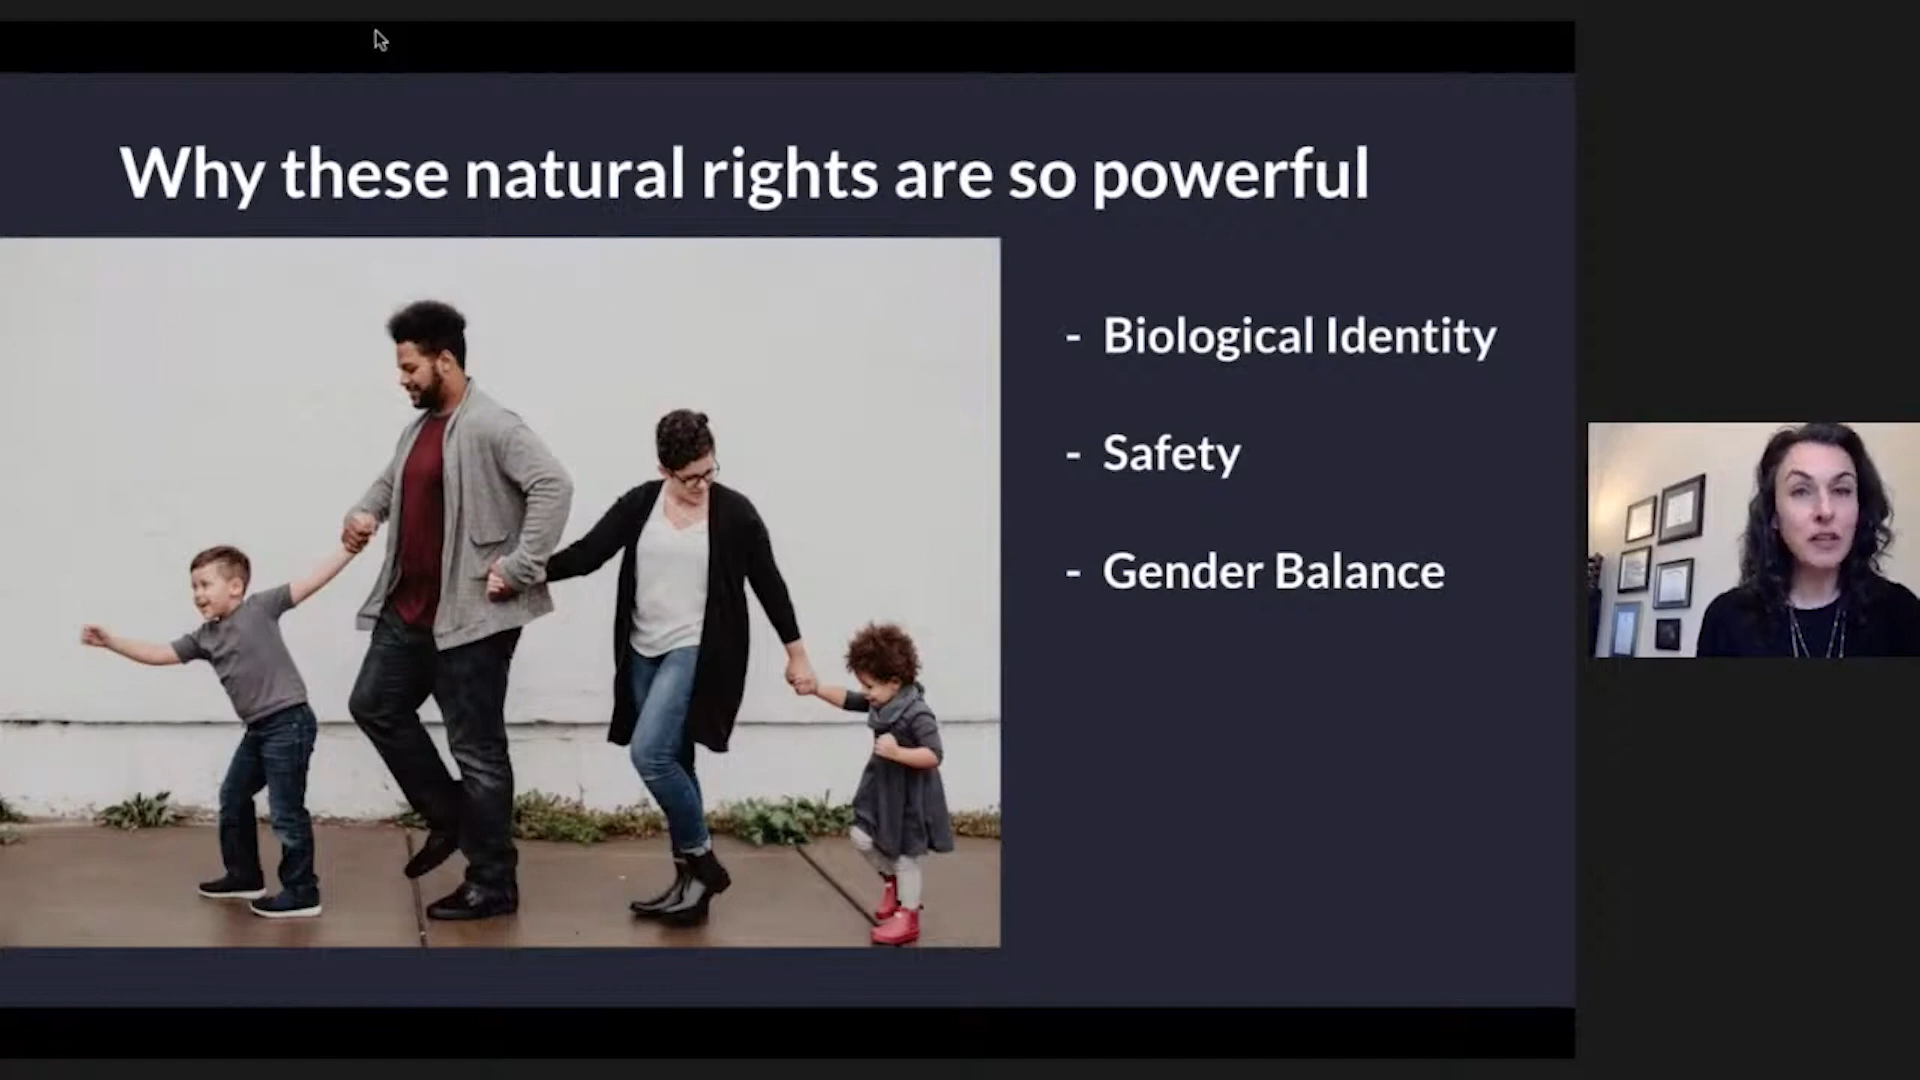 Why these natural rights are so powerful
- Biological Identity
- Safety
- Gender Balance